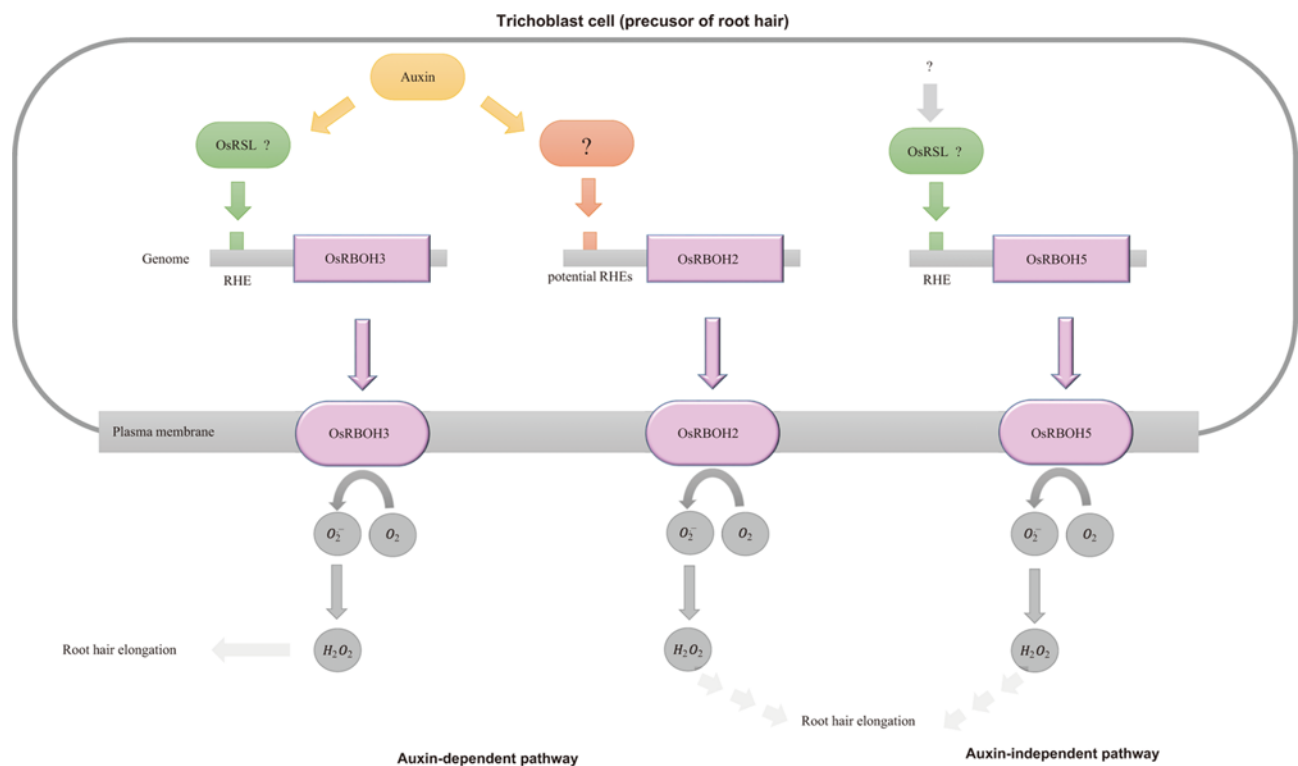 Trichoblast cell (precusor of root hair)
Auxin
?
OsRSL ?
?
OsRSL ?
Genome
OsRBOH3
OsRBOH2
OsRBOH5
RHE
potential RHEs
RHE
Plasma membrane
OsRBOH3
OsRBOH2
OsRBOH5
O₂⁻
O₂
O₂⁻
O₂
O₂⁻
O₂
Root hair elongation
H₂O₂
H₂O₂
H₂O₂
Root hair elongation
Auxin-dependent pathway
Auxin-independent pathway